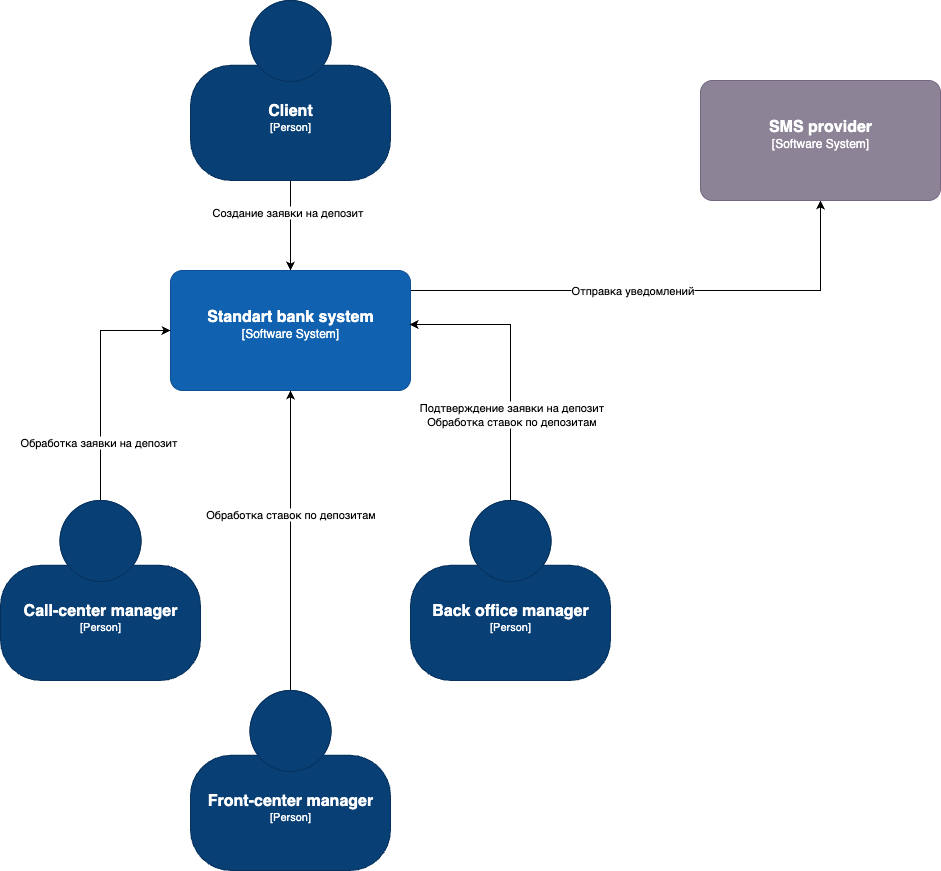 Client
[Person]
SMS provider
[Software System]
Создание заявки на депозит
Отправка уведомлений
Standart bank system
[Software System]
Подтверждение заявки на депозит
Обработка ставок по депозитам
Обработка заявки на депозит
Обработка ставок по депозитам
Call-center manager
[Person]
Back office manager
[Person]
Front-center manager
[Person]